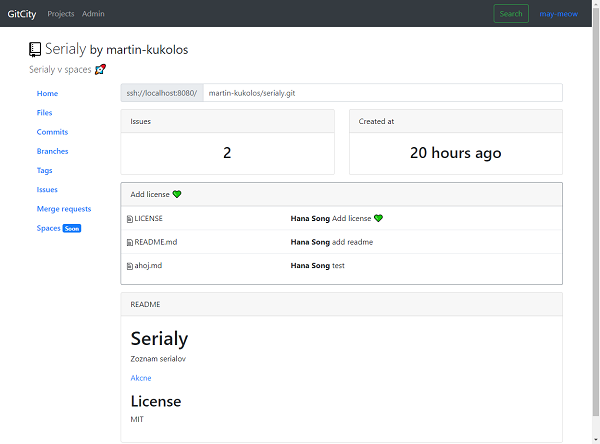 GitCity Projects Admin Search may-meow
Serialy by martin-kukolos
Serialy v spaces 🚀
Home
Files
Commits
Branches
Tags
Issues
Merge requests
Spaces Soon
ssh://localhost:8080/ martin-kukolos/serialy.git
Issues
2
Created at
20 hours ago
Add license 💚
LICENSE Hana Song Add license 💚
README.md Hana Song add readme
ahoj.md Hana Song test
README
Serialy
Zoznam serialov
Akcne
License
MIT